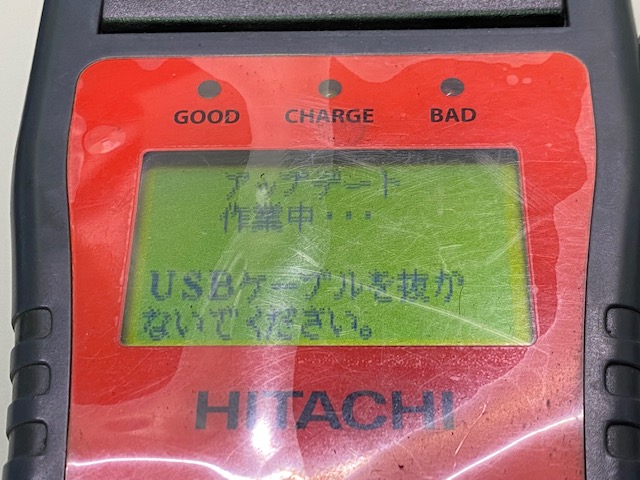 GOOD CHARGE BAD
アップデート
作業中・・・
USBケーブルを抜か
ないでください。
HITACHI